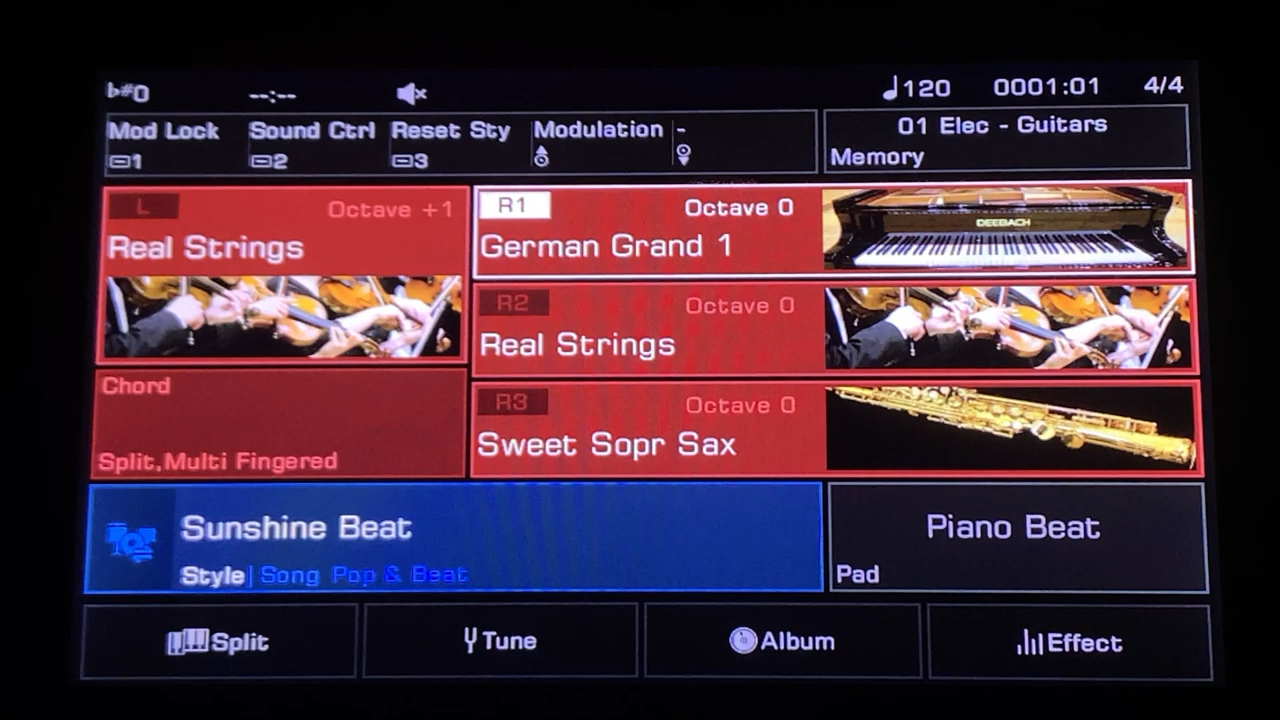 b#0 --:-- 120 0001:01 4/4
Mod Lock Sound Ctrl Reset Sty Modulation -
1 2 3
01 Elec - Guitars
Memory
L Octave +1
Real Strings
R1 Octave 0
German Grand 1
DEEBACH
R2 Octave 0
Real Strings
R3 Octave 0
Sweet Sopr Sax
Chord
Split,Multi Fingered
Sunshine Beat
Style| Song Pop & Beat
Piano Beat
Pad
Split Tune Album Effect